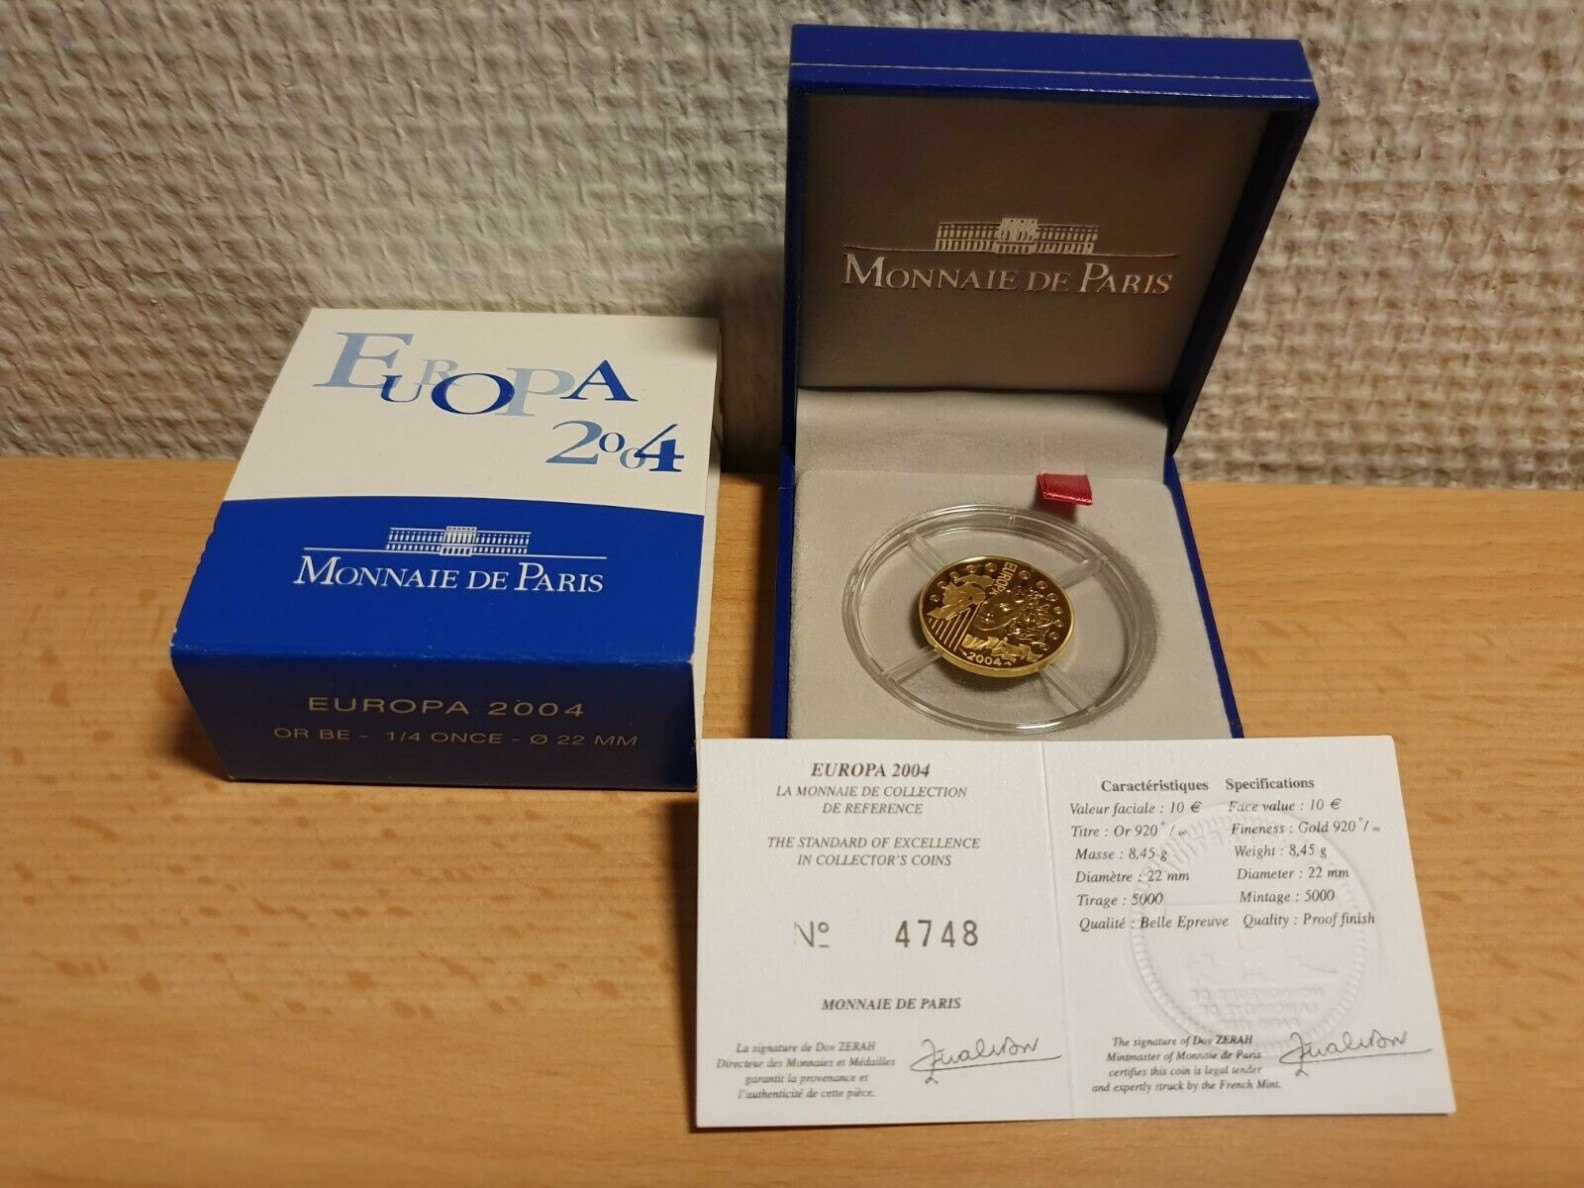 EUROPA
2004
MONNAIE DE PARIS
EUROPA 2004
OR BE - 1/4 ONCE - Ø 22 MM
MONNAIE DE PARIS
EUROPA
2004
EUROPA 2004
LA MONNAIE DE COLLECTION
DE REFERENCE
THE STANDARD OF EXCELLENCE
IN COLLECTOR'S COINS
Nº 4748
MONNAIE DE PARIS
La signature de Dov ZERAH
Directeur des Monnaies et Médailles
garantit la provenance et
l'authenticité de cette pièce.
Caractéristiques Specifications
Valeur faciale : 10 € Face value : 10 €
Titre : Or 920°/∞ Fineness : Gold 920°/∞
Masse : 8,45 g Weight : 8,45 g
Diamètre : 22 mm Diameter : 22 mm
Tirage : 5000 Mintage : 5000
Qualité : Belle Epreuve Quality : Proof finish
The signature of Dov ZERAH
Mintmaster of Monnaie de Paris
certifies this coin is legal tender
and expertly struck by the French Mint.